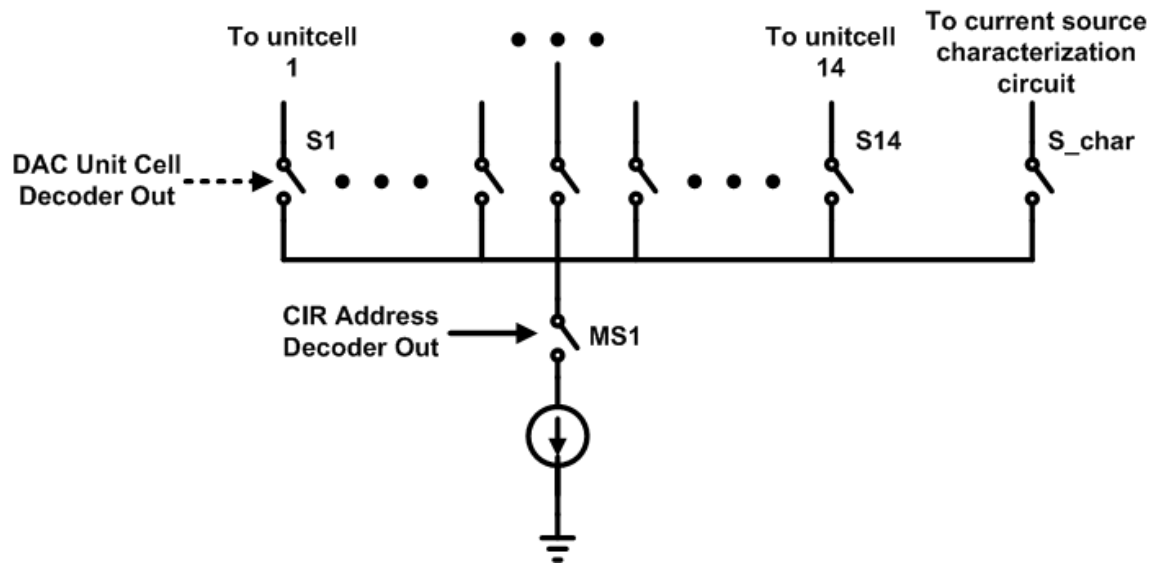 To unitcell
1
To unitcell
14
To current source
characterization
circuit
S1
S14
S_char
DAC Unit Cell
Decoder Out
CIR Address
Decoder Out
MS1